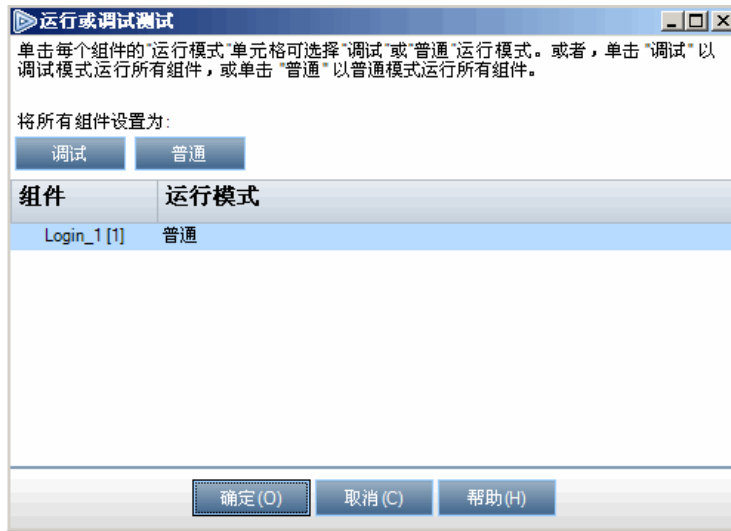 运行或调试测试
单击每个组件的"运行模式"单元格可选择"调试"或"普通"运行模式。或者，单击"调试"以
调试模式运行所有组件，或单击"普通"以普通模式运行所有组件。
将所有组件设置为:
调试 普通
组件 运行模式
Login_1 [1] 普通
确定(O) 取消(C) 帮助(H)